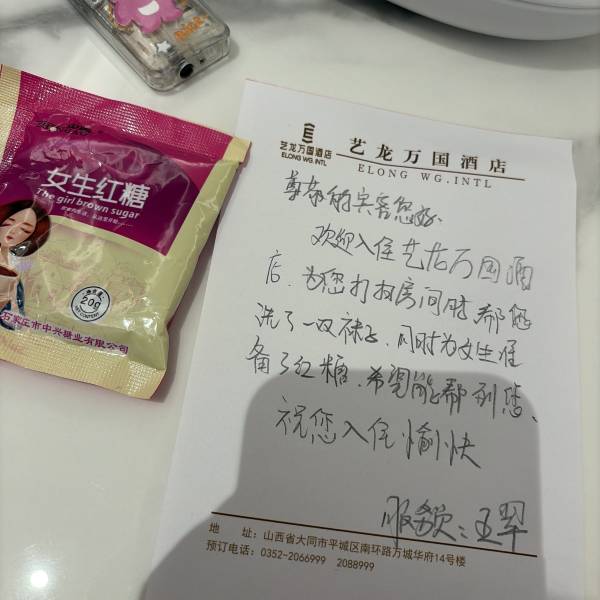 女生红糖
The girl brown sugar
20g
石家庄市中兴糖业有限公司
艺龙万国酒店
ELONG WG.INTL
艺龙万国酒店
ELONG WG.INTL
尊敬的宾客您好
欢迎入住艺龙万国酒
店.为您打扫房间时帮您
洗了一双袜子.同时为女生准
备了红糖.希望能帮到您、
祝您入住愉快
服务员：王翠
地 址：山西省大同市平城区南环路万城华府14号楼
预订电话：0352-2066999 2088999